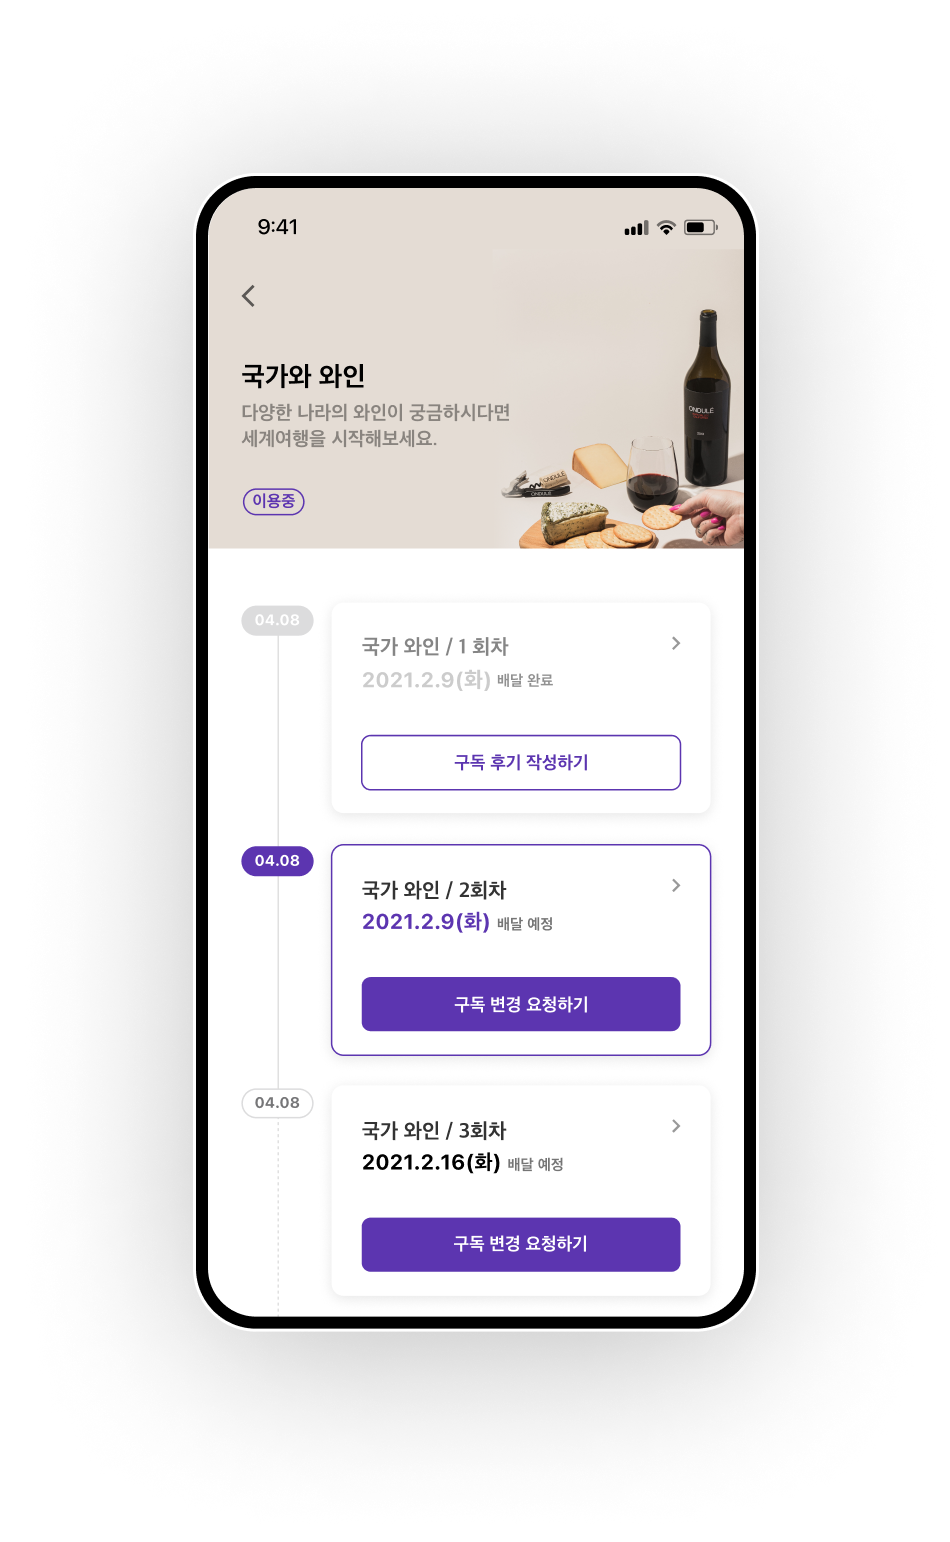 9:41
국가와 와인
다양한 나라의 와인이 궁금하시다면
세계여행을 시작해보세요.
이용중
ONDULÉ
ONDULÉ
ONDULÉ
04.08
국가 와인 / 1 회차
2021.2.9(화) 배달 완료
구독 후기 작성하기
04.08
국가 와인 / 2회차
2021.2.9(화) 배달 예정
구독 변경 요청하기
04.08
국가 와인 / 3회차
2021.2.16(화) 배달 예정
구독 변경 요청하기